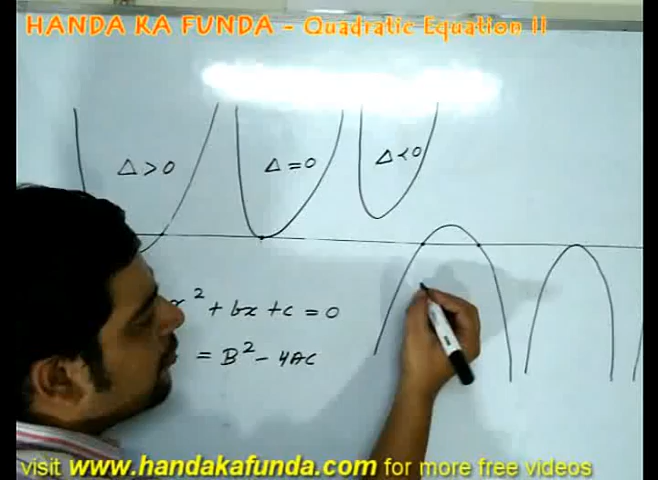 HANDA KA FUNDA - Quadratic Equation II
Δ > 0
Δ = 0
Δ < 0
x² + bx + c = 0
= B² - 4AC
visit www.handakafunda.com for more free videos